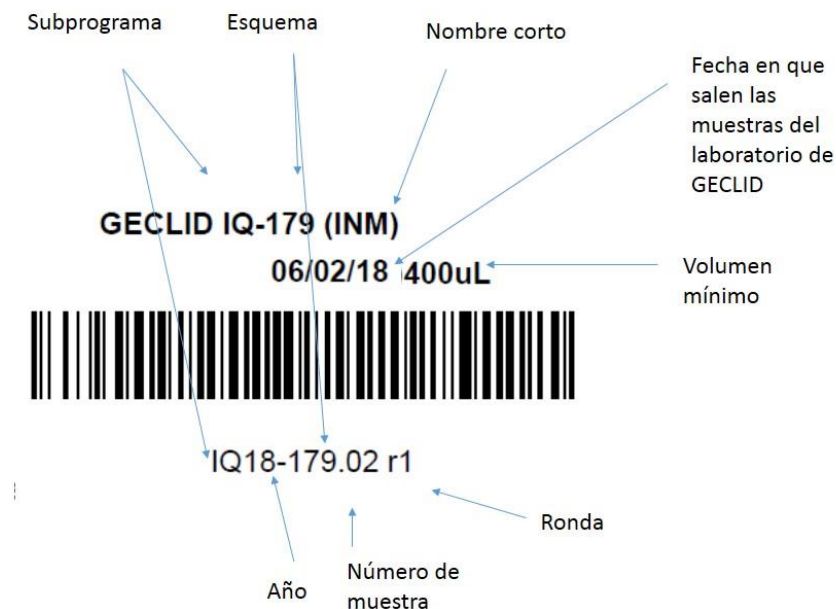 Subprograma
Esquema
Nombre corto
Fecha en que
salen las
muestras del
laboratorio de
GECLID
GECLID IQ-179 (INM)
06/02/18 400uL
Volumen
mínimo
IQ18-179.02 r1
Ronda
Año
Número de
muestra